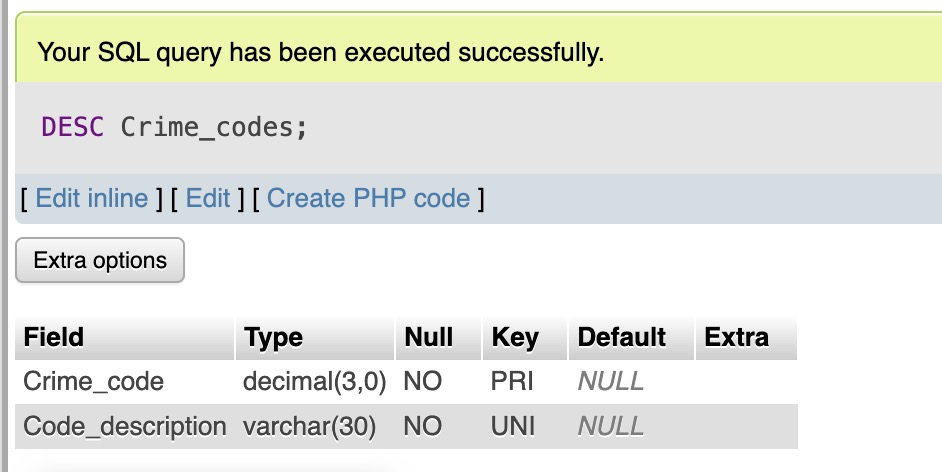 Your SQL query has been executed successfully.
DESC Crime_codes;
[ Edit inline ] [ Edit ] [ Create PHP code ]
Extra options
Field Type Null Key Default Extra
Crime_code decimal(3,0) NO PRI NULL
Code_description varchar(30) NO UNI NULL